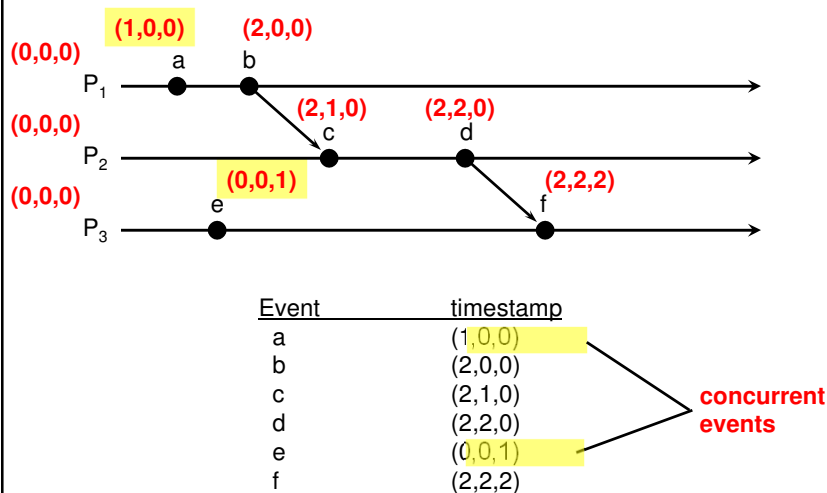 (1,0,0) (2,0,0)
(0,0,0) a b
P1
(2,1,0) (2,2,0)
(0,0,0) c d
P2
(0,0,1) (2,2,2)
(0,0,0) e f
P3
Event timestamp
a (1,0,0)
b (2,0,0)
c (2,1,0)
d (2,2,0)
e (0,0,1)
f (2,2,2)
concurrent
events